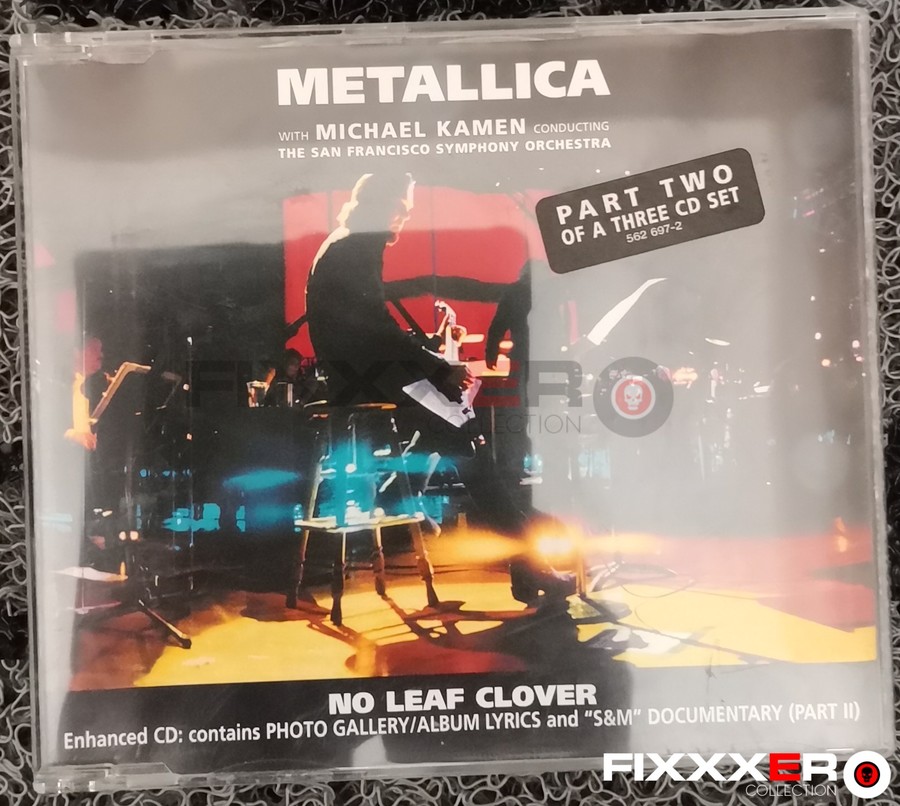 METALLICA
WITH MICHAEL KAMEN CONDUCTING
THE SAN FRANCISCO SYMPHONY ORCHESTRA
PART TWO
OF A THREE CD SET
562 697-2
FIXXXER
COLLECTION
NO LEAF CLOVER
Enhanced CD: contains PHOTO GALLERY/ALBUM LYRICS and “S&M” DOCUMENTARY (PART II)
FIXXXER
COLLECTION